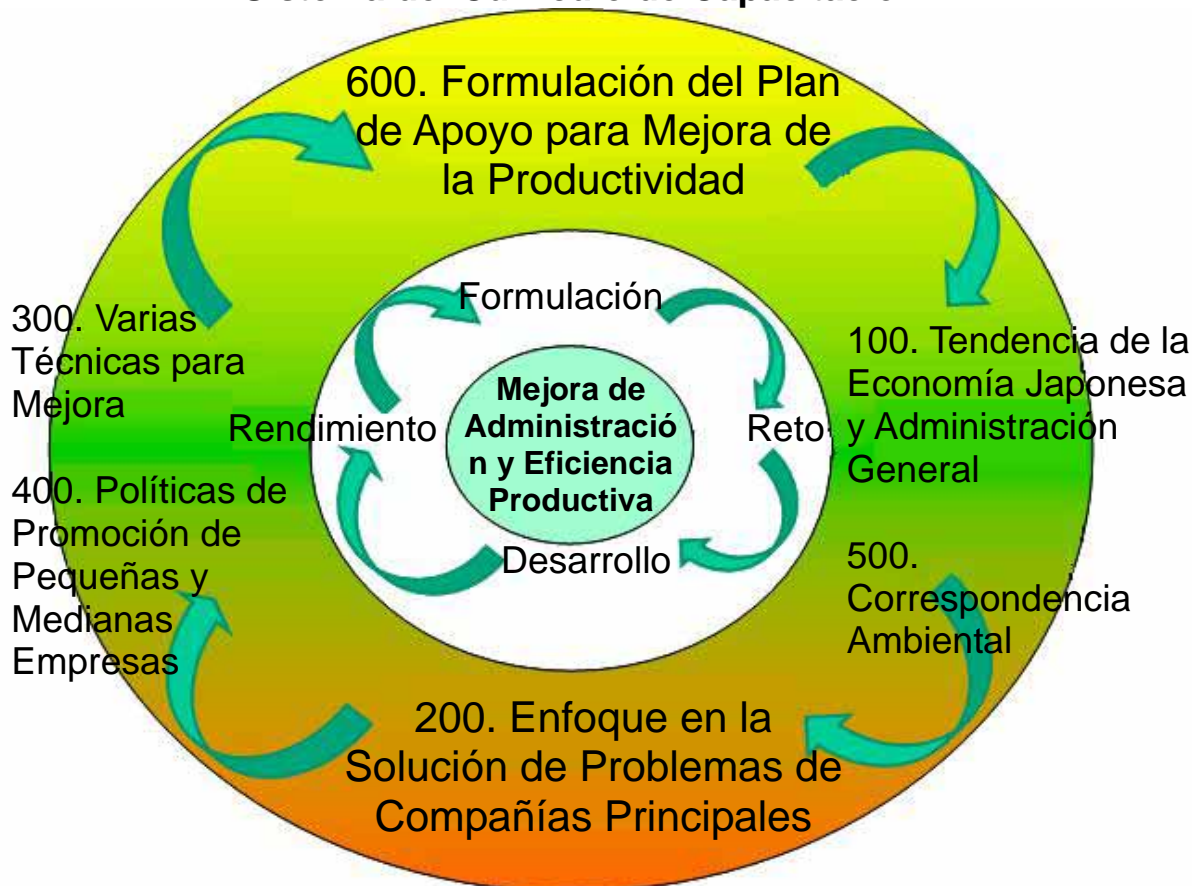 600. Formulación del Plan
de Apoyo para Mejora de
la Productividad
300. Varias
Técnicas para
Mejora
Formulación
100. Tendencia de la
Economía Japonesa
y Administración
General
Rendimiento
Mejora de
Administració
n y Eficiencia
Productiva
Reto
400. Políticas de
Promoción de
Pequeñas y
Medianas
Empresas
Desarrollo
500.
Correspondencia
Ambiental
200. Enfoque en la
Solución de Problemas de
Compañías Principales